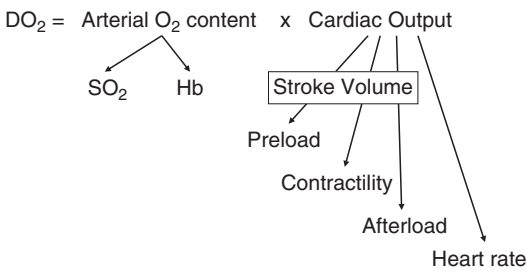 DO₂ = Arterial O₂ content x Cardiac Output
SO₂ Hb Stroke Volume
Preload
Contractility
Afterload
Heart rate